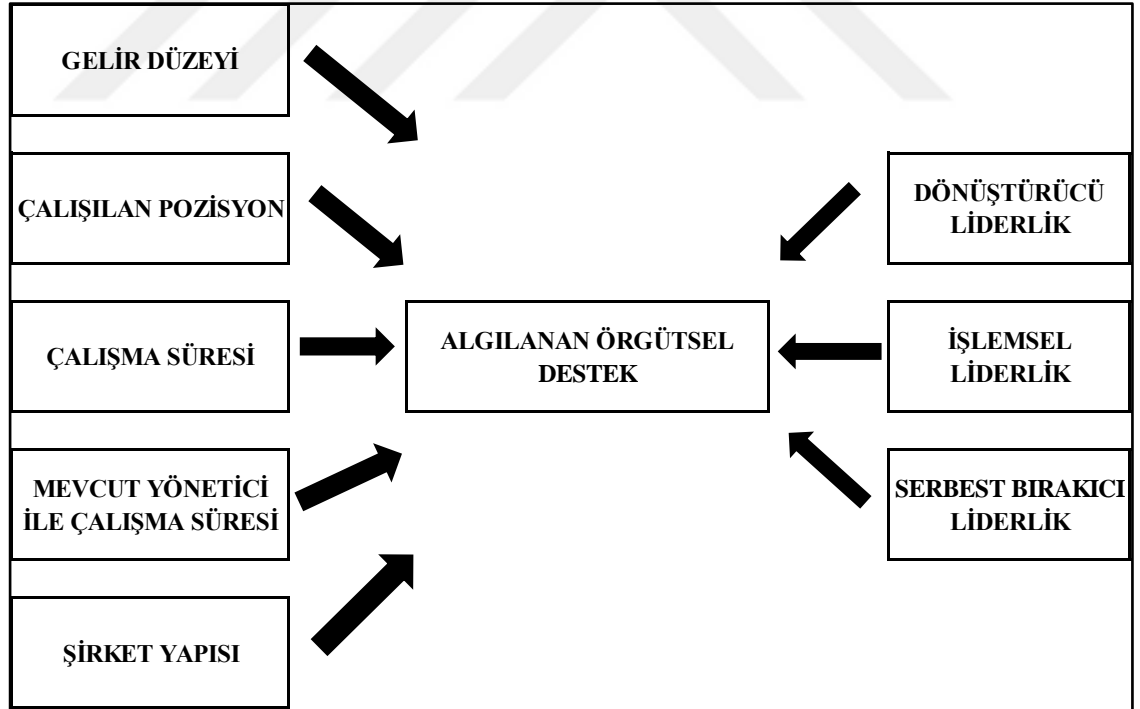 GELİR DÜZEYİ
ÇALIŞILAN POZİSYON
ÇALIŞMA SÜRESİ
MEVCUT YÖNETİCİ
İLE ÇALIŞMA SÜRESİ
ŞİRKET YAPISI
ALGILANAN ÖRGÜTSEL
DESTEK
DÖNÜŞTÜRÜCÜ
LİDERLİK
İŞLEMSEL
LİDERLİK
SERBEST BIRAKICI
LİDERLİK